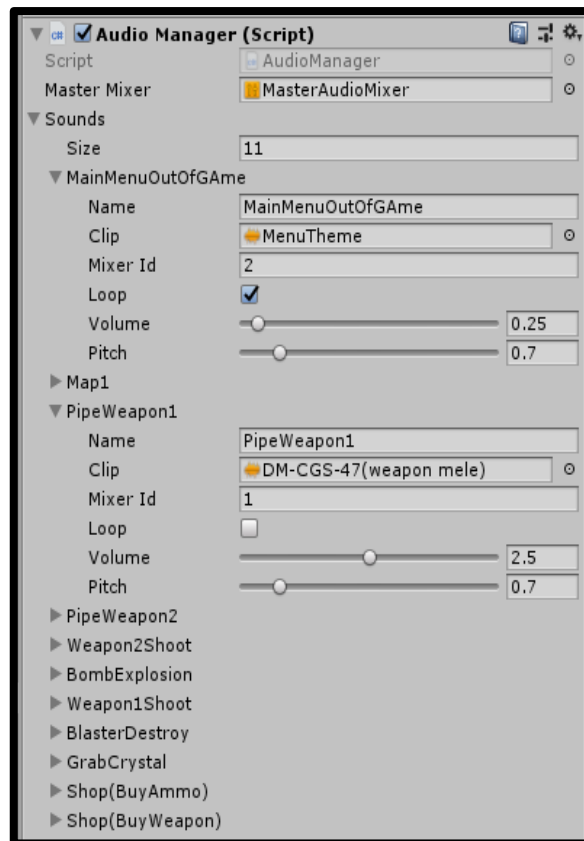 Audio Manager (Script)
Script AudioManager
Master Mixer MasterAudioMixer
Sounds
Size 11
MainMenuOutOfGAme
Name MainMenuOutOfGAme
Clip MenuTheme
Mixer Id 2
Loop
Volume 0.25
Pitch 0.7
Map1
PipeWeapon1
Name PipeWeapon1
Clip DM-CGS-47(weapon mele)
Mixer Id 1
Loop
Volume 2.5
Pitch 0.7
PipeWeapon2
Weapon2Shoot
BombExplosion
Weapon1Shoot
BlasterDestroy
GrabCrystal
Shop(BuyAmmo)
Shop(BuyWeapon)